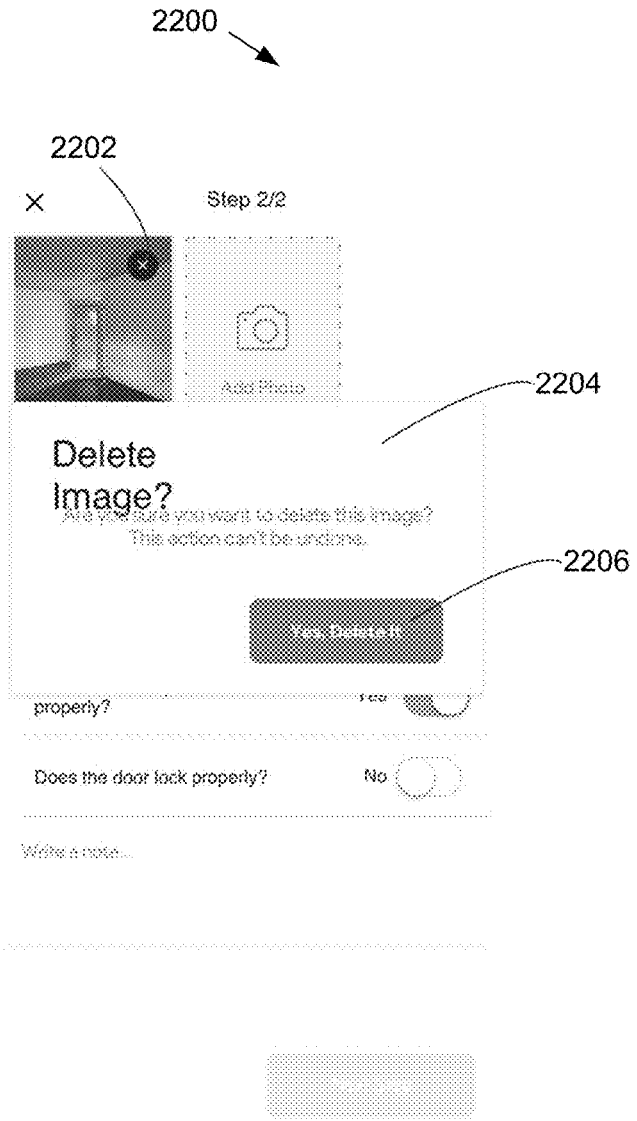 2200
2202
Step 2/2
Add Photo
2204
Delete
Image?
Are you sure you want to delete this image?
This action can't be undone.
2206
Yes, Delete It
properly? Yes
Does the door lock properly? No
Write a note...